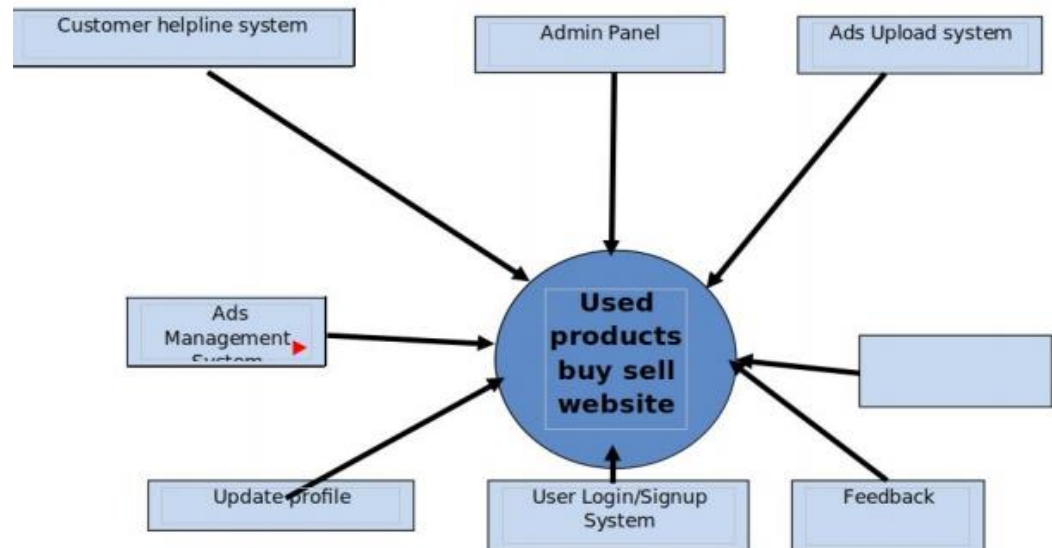 Customer helpline system
Admin Panel
Ads Upload system
Ads
Management
System
Used
products
buy sell
website
Update profile
User Login/Signup
System
Feedback